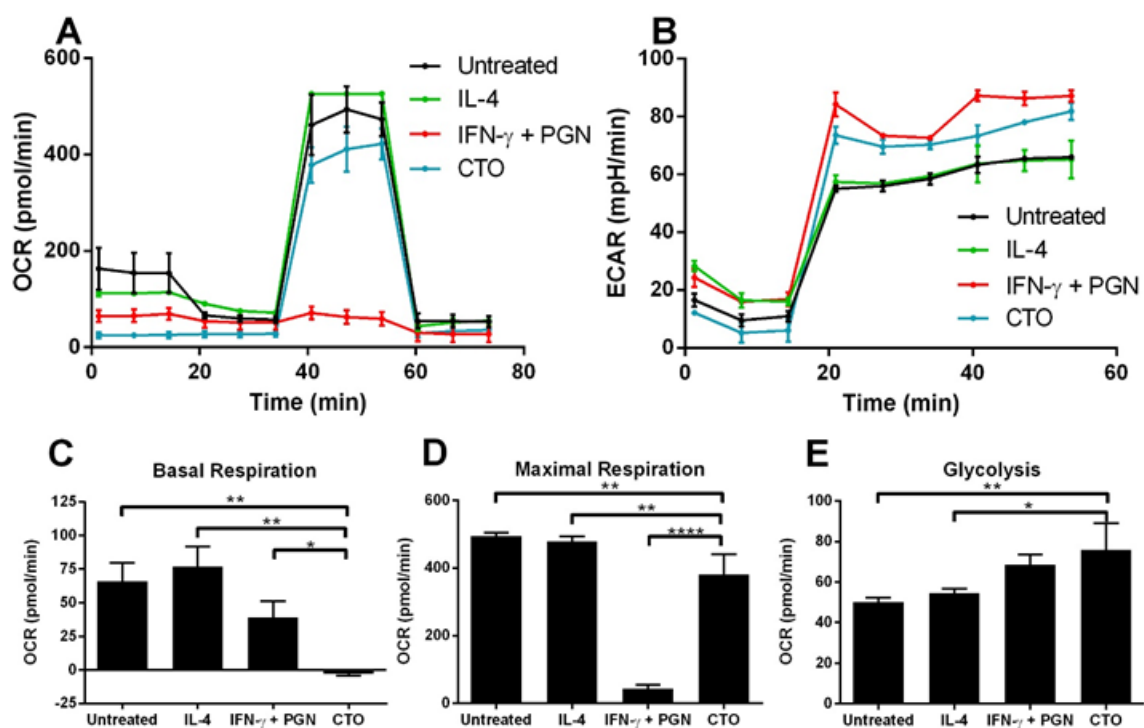 A
600
400
200
0
OCR (pmol/min)
0 20 40 60 80
Time (min)
Untreated
IL-4
IFN-γ + PGN
CTO
B
100
80
60
40
20
0
ECAR (mpH/min)
0 20 40 60
Time (min)
Untreated
IL-4
IFN-γ + PGN
CTO
C
Basal Respiration
**
**
*
125
100
75
50
25
0
-25
OCR (pmol/min)
Untreated IL-4 IFN-γ + PGN CTO
D
Maximal Respiration
**
**
****
600
400
200
0
OCR (pmol/min)
Untreated IL-4 IFN-γ + PGN CTO
E
Glycolysis
**
*
100
80
60
40
20
0
OCR (pmol/min)
Untreated IL-4 IFN-γ + PGN CTO